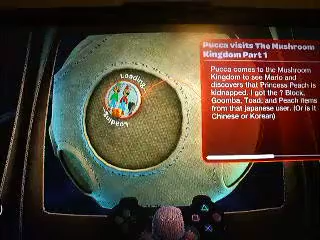 Pucca visits The Mushroom
Kingdom Part 1
Pucca comes to the Mushroom
Kingdom to see Mario and
discovers that Princess Peach is
kidnapped. I got the ? Block,
Goomba, Toad, and Peach items
from that japanese user. (Or is it
Chinese or Korean)
Loading
Loading